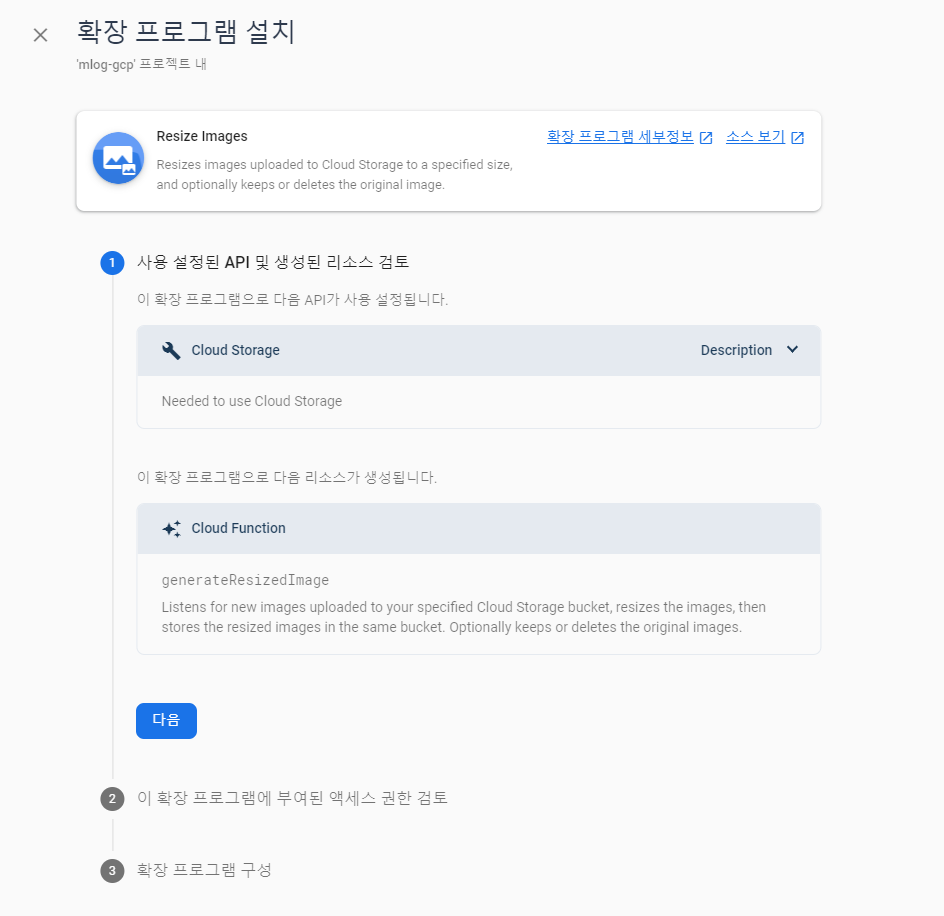 확장 프로그램 설치
'mlog-gcp' 프로젝트 내
Resize Images
확장 프로그램 세부정보 소스 보기
Resizes images uploaded to Cloud Storage to a specified size,
and optionally keeps or deletes the original image.
1 사용 설정된 API 및 생성된 리소스 검토
이 확장 프로그램으로 다음 API가 사용 설정됩니다.
Cloud Storage Description
Needed to use Cloud Storage
이 확장 프로그램으로 다음 리소스가 생성됩니다.
Cloud Function
generateResizedImage
Listens for new images uploaded to your specified Cloud Storage bucket, resizes the images, then
stores the resized images in the same bucket. Optionally keeps or deletes the original images.
다음
2 이 확장 프로그램에 부여된 액세스 권한 검토
3 확장 프로그램 구성